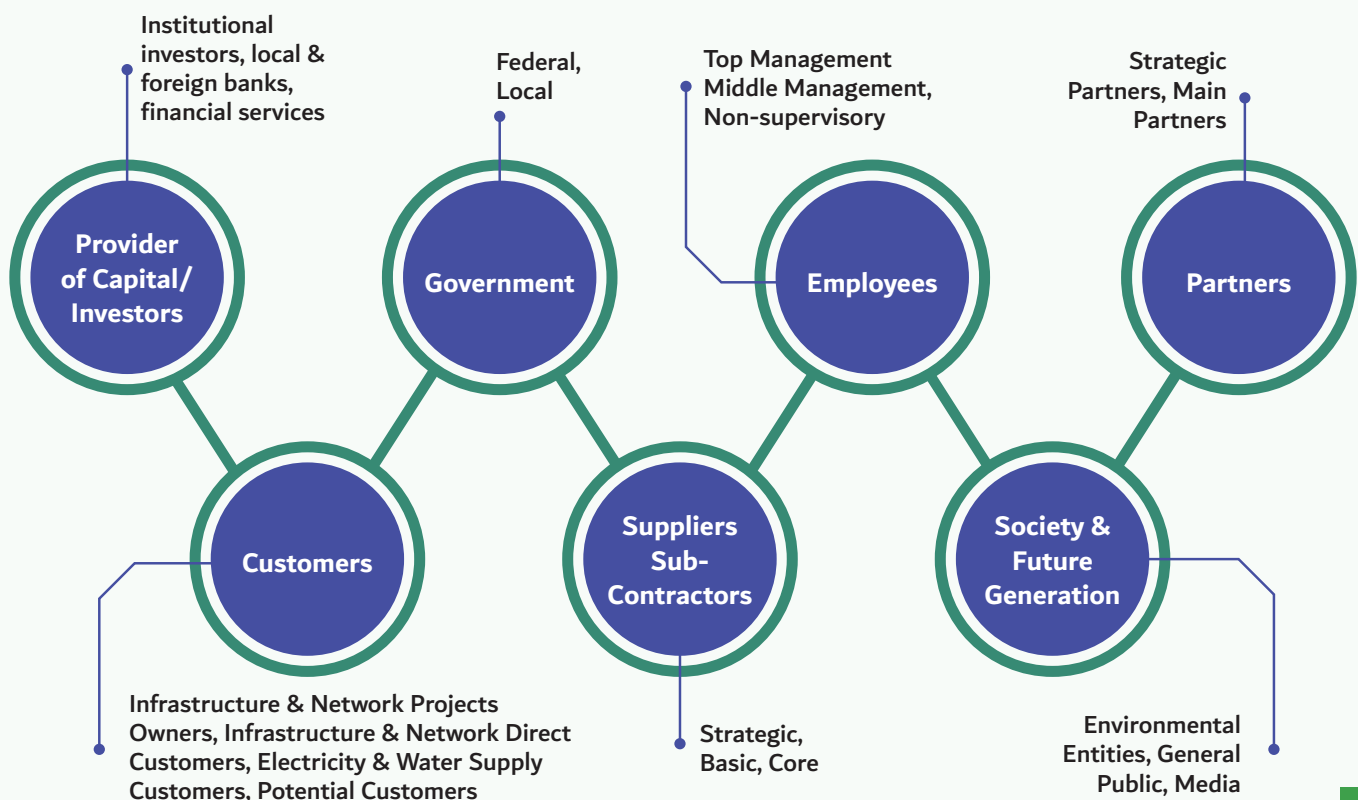 Institutional
investors, local &
foreign banks,
financial services
Federal,
Local
Top Management
Middle Management,
Non-supervisory
Strategic
Partners, Main
Partners
Provider
of Capital/
Investors
Government
Employees
Partners
Customers
Suppliers
Sub-
Contractors
Society &
Future
Generation
Infrastructure & Network Projects
Owners, Infrastructure & Network Direct
Customers, Electricity & Water Supply
Customers, Potential Customers
Strategic,
Basic, Core
Environmental
Entities, General
Public, Media